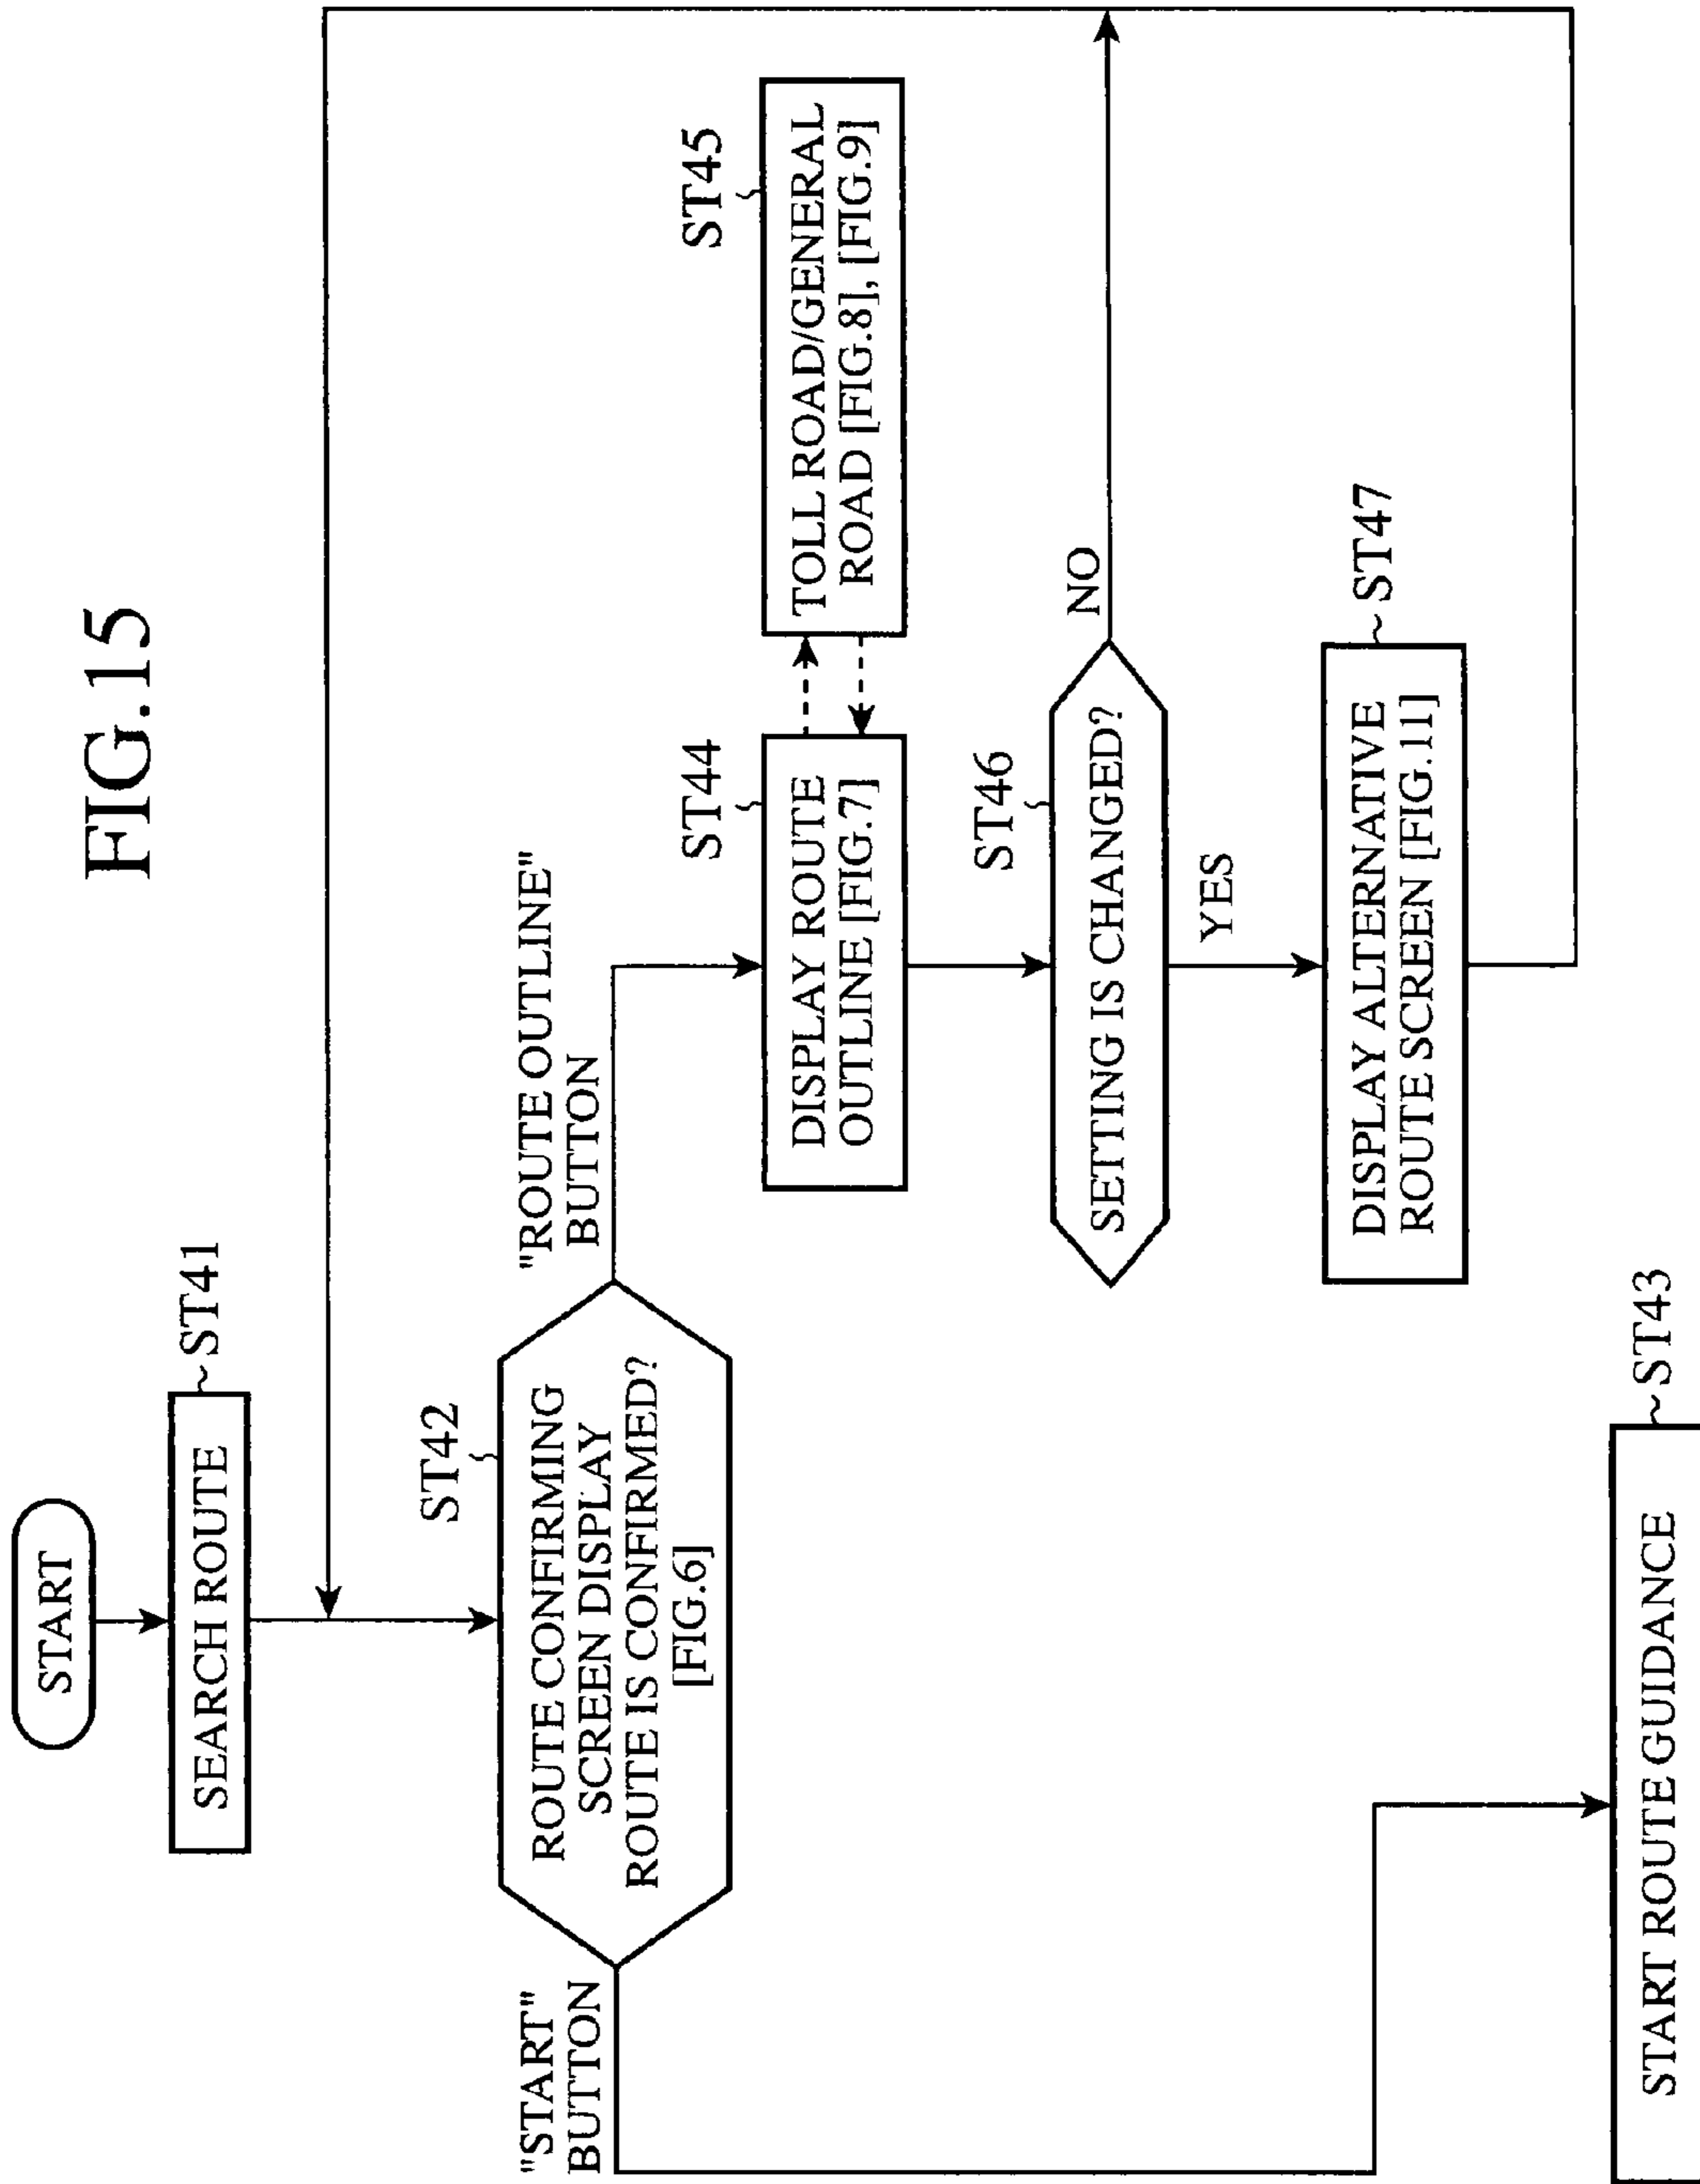 FIG.15
START
SEARCH ROUTE
ST41
ST42
ROUTE CONFIRMING
SCREEN DISPLAY
ROUTE IS CONFIRMED?
[FIG.6]
"START"
BUTTON
"ROUTE OUTLINE"
BUTTON
ST44
DISPLAY ROUTE
OUTLINE [FIG.7]
ST45
TOLL ROAD/GENERAL
ROAD [FIG.8], [FIG.9]
ST46
SETTING IS CHANGED?
NO
YES
DISPLAY ALTERNATIVE
ROUTE SCREEN [FIG.11]
ST47
START ROUTE GUIDANCE
ST43